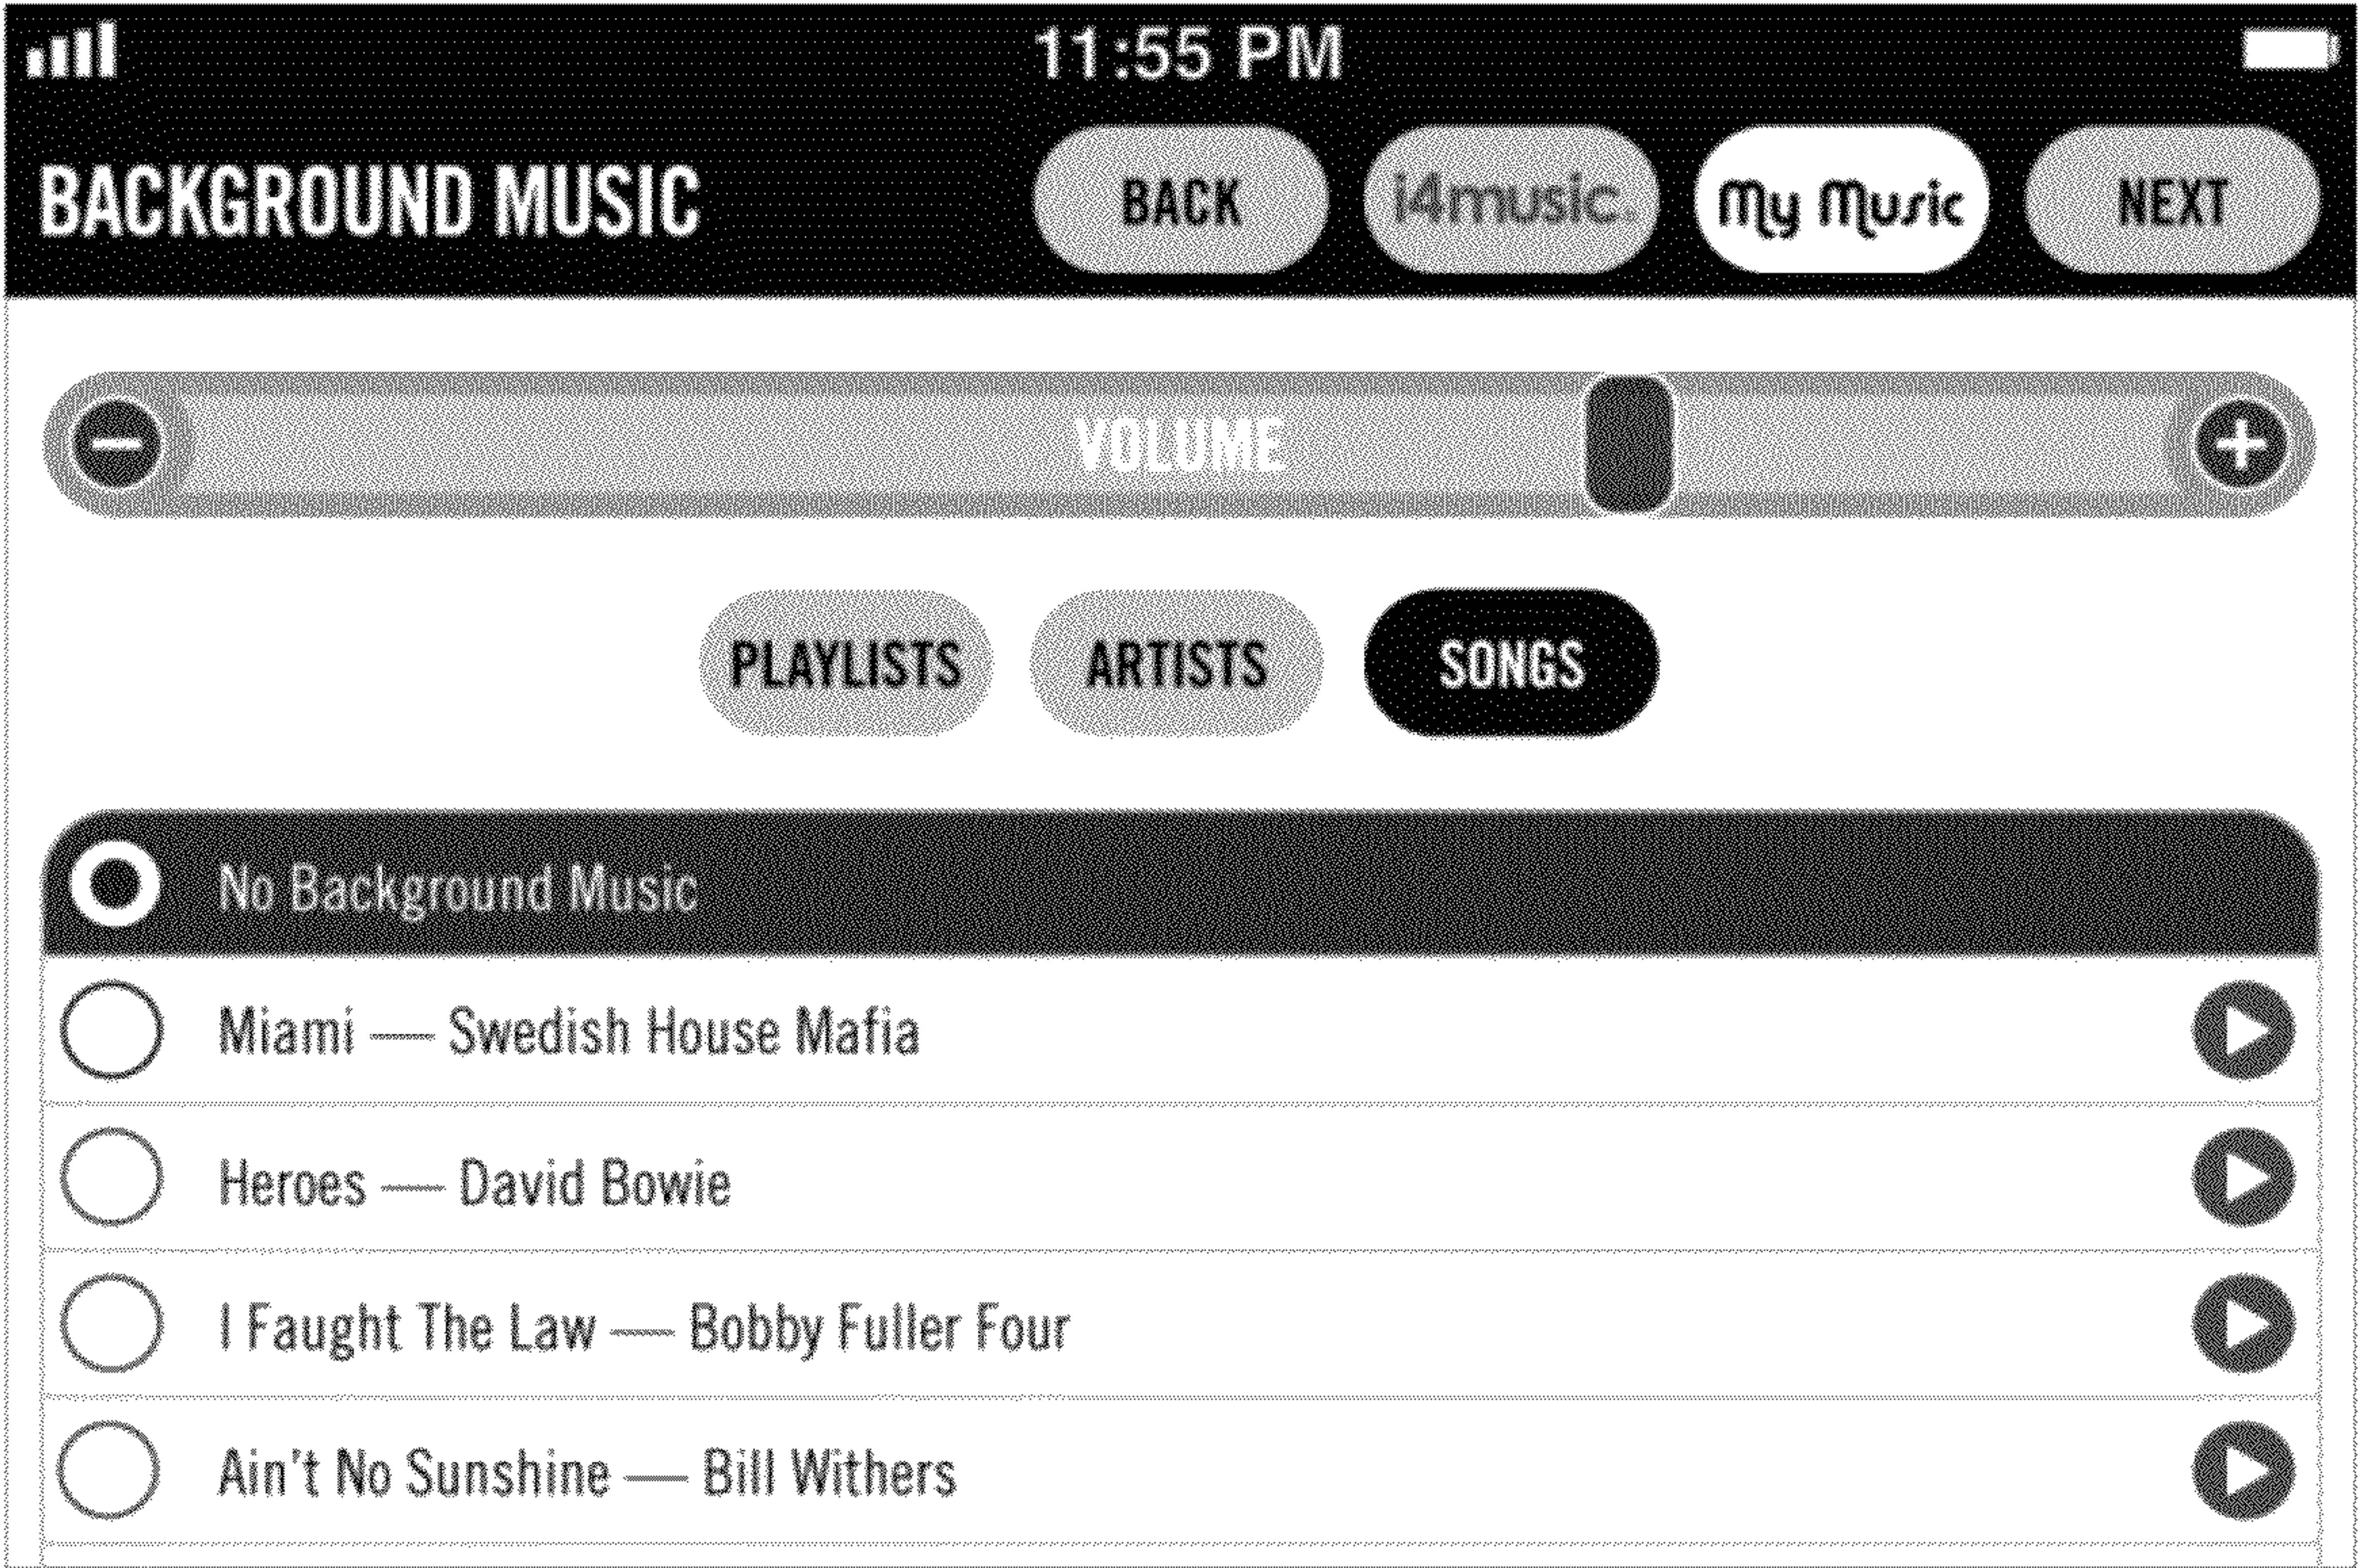 11:55 PM
BACKGROUND MUSIC BACK i4music. My Music NEXT
VOLUME
PLAYLISTS ARTISTS SONGS
No Background Music
Miami — Swedish House Mafia
Heroes — David Bowie
I Faught The Law — Bobby Fuller Four
Ain't No Sunshine — Bill Withers